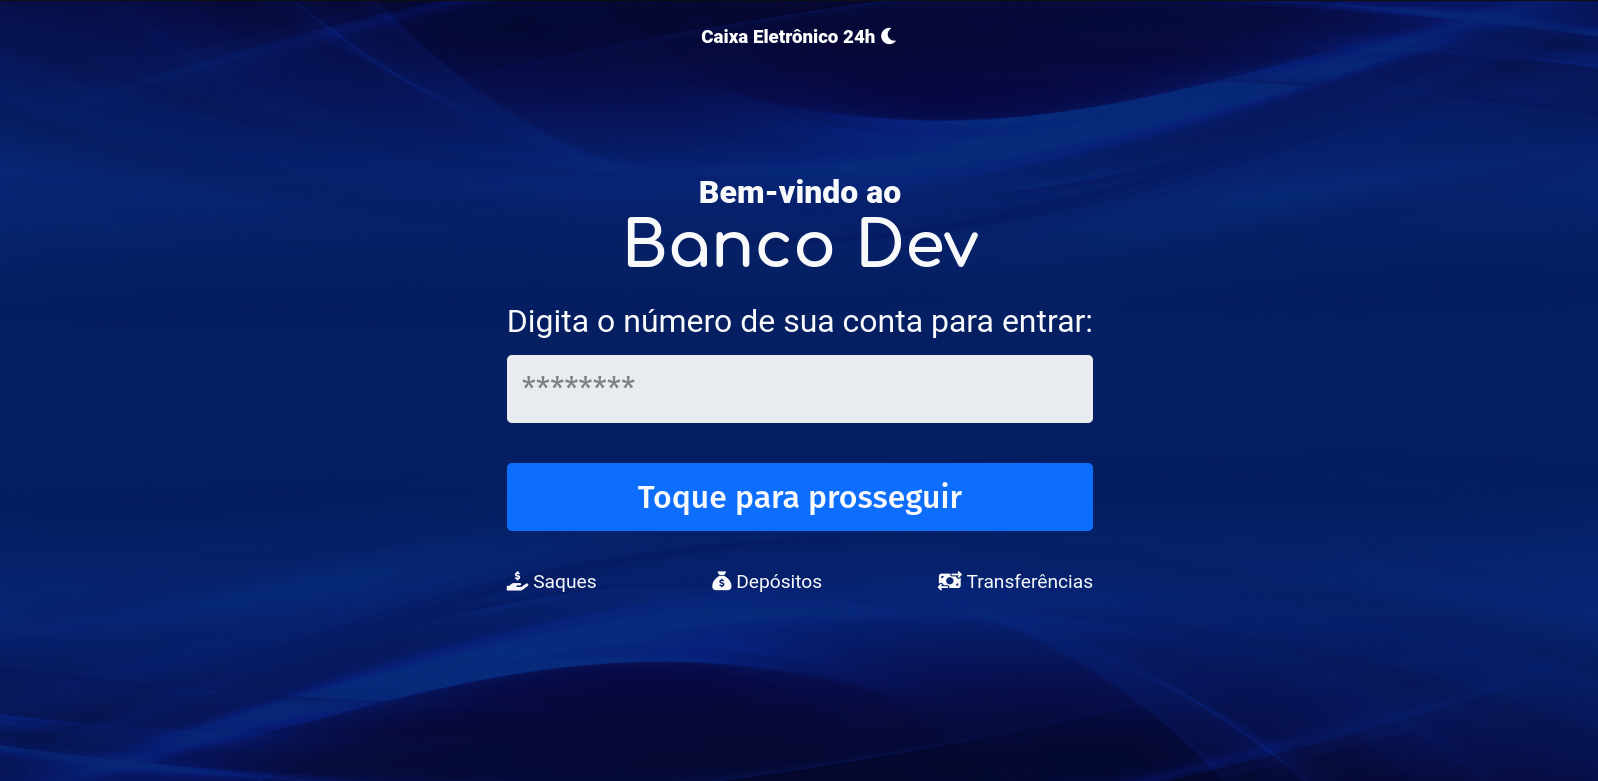 Caixa Eletrônico 24h
Bem-vindo ao
Banco Dev
Digita o número de sua conta para entrar:
********
Toque para prosseguir
Saques Depósitos Transferências